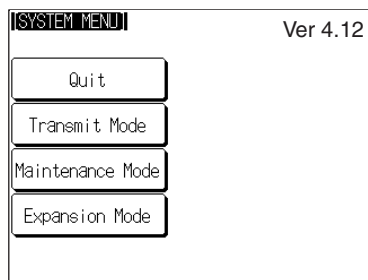 [SYSTEM MENU]
Ver 4.12
Quit
Transmit Mode
Maintenance Mode
Expansion Mode